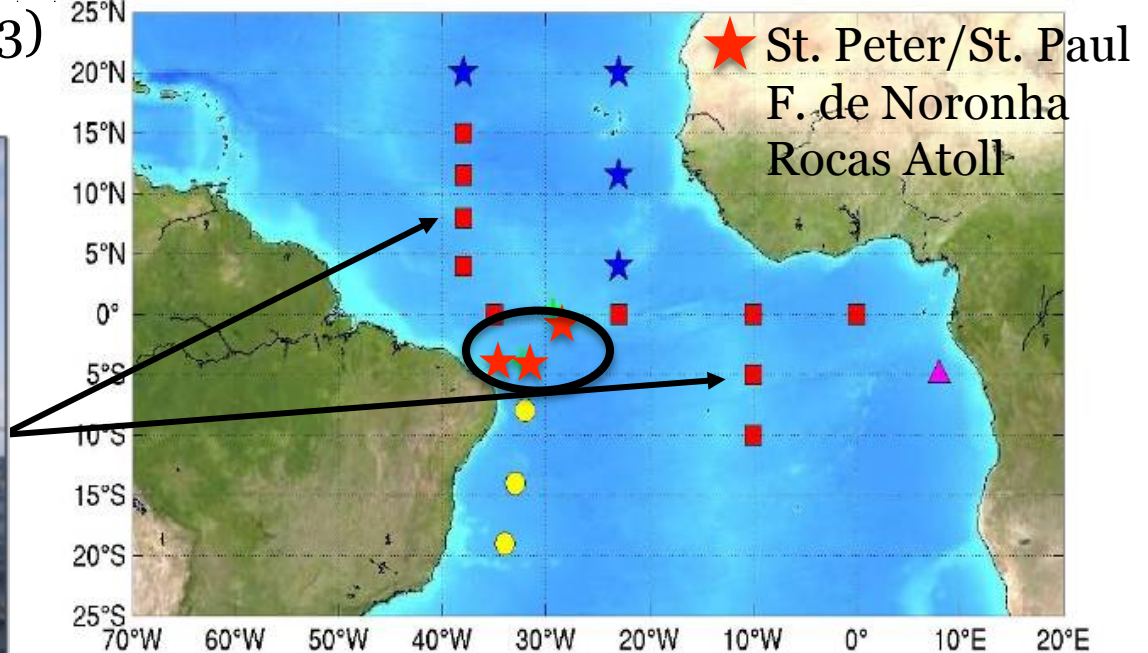 3)
St. Peter/St. Paul
F. de Noronha
Rocas Atoll
25°N
20°N
15°N
10°N
5°N
0°
5°S
10°S
15°S
20°S
25°S
70°W 60°W 50°W 40°W 30°W 20°W 10°W 0° 10°E 20°E